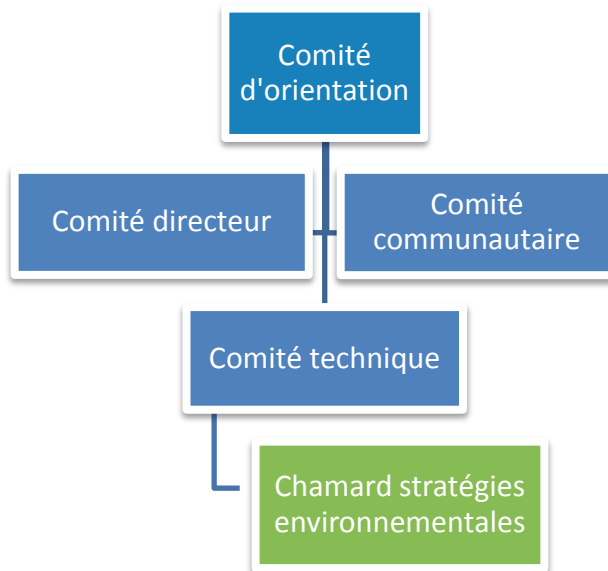 Comité
d'orientation
Comité directeur
Comité
communautaire
Comité technique
Chamard stratégies
environnementales